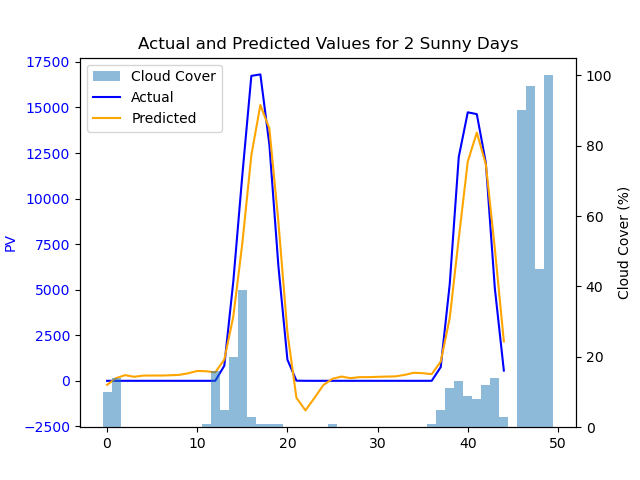 Actual and Predicted Values for 2 Sunny Days
Cloud Cover
Actual
Predicted
PV
17500
15000
12500
10000
7500
5000
2500
0
−2500
100
80
60
40
20
0
Cloud Cover (%)
0 10 20 30 40 50